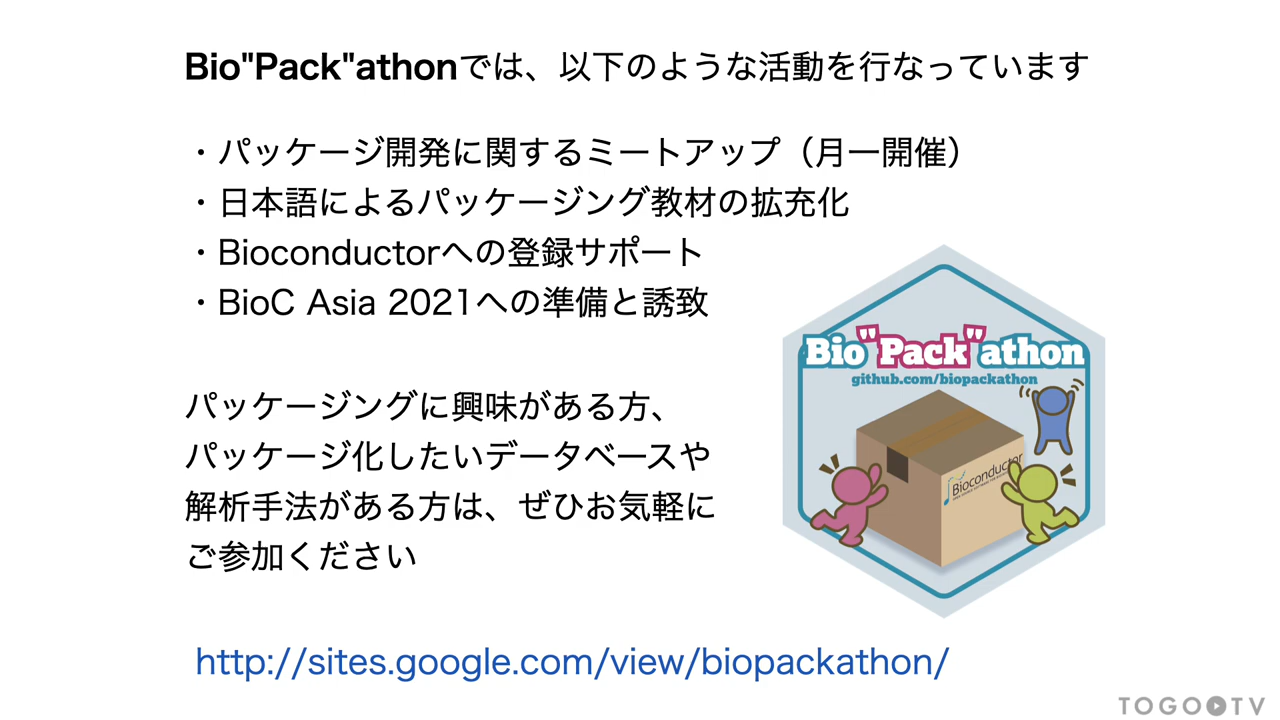 Bio"Pack"athonでは、以下のような活動を行なっています
・パッケージ開発に関するミートアップ（月一開催）
・日本語によるパッケージング教材の拡充化
・Bioconductorへの登録サポート
・BioC Asia 2021への準備と誘致
Bio"Pack"athon
github.com/biopackathon
Bioconductor
パッケージングに興味がある方、
パッケージ化したいデータベースや
解析手法がある方は、ぜひお気軽に
ご参加ください
http://sites.google.com/view/biopackathon/
TOGO TV